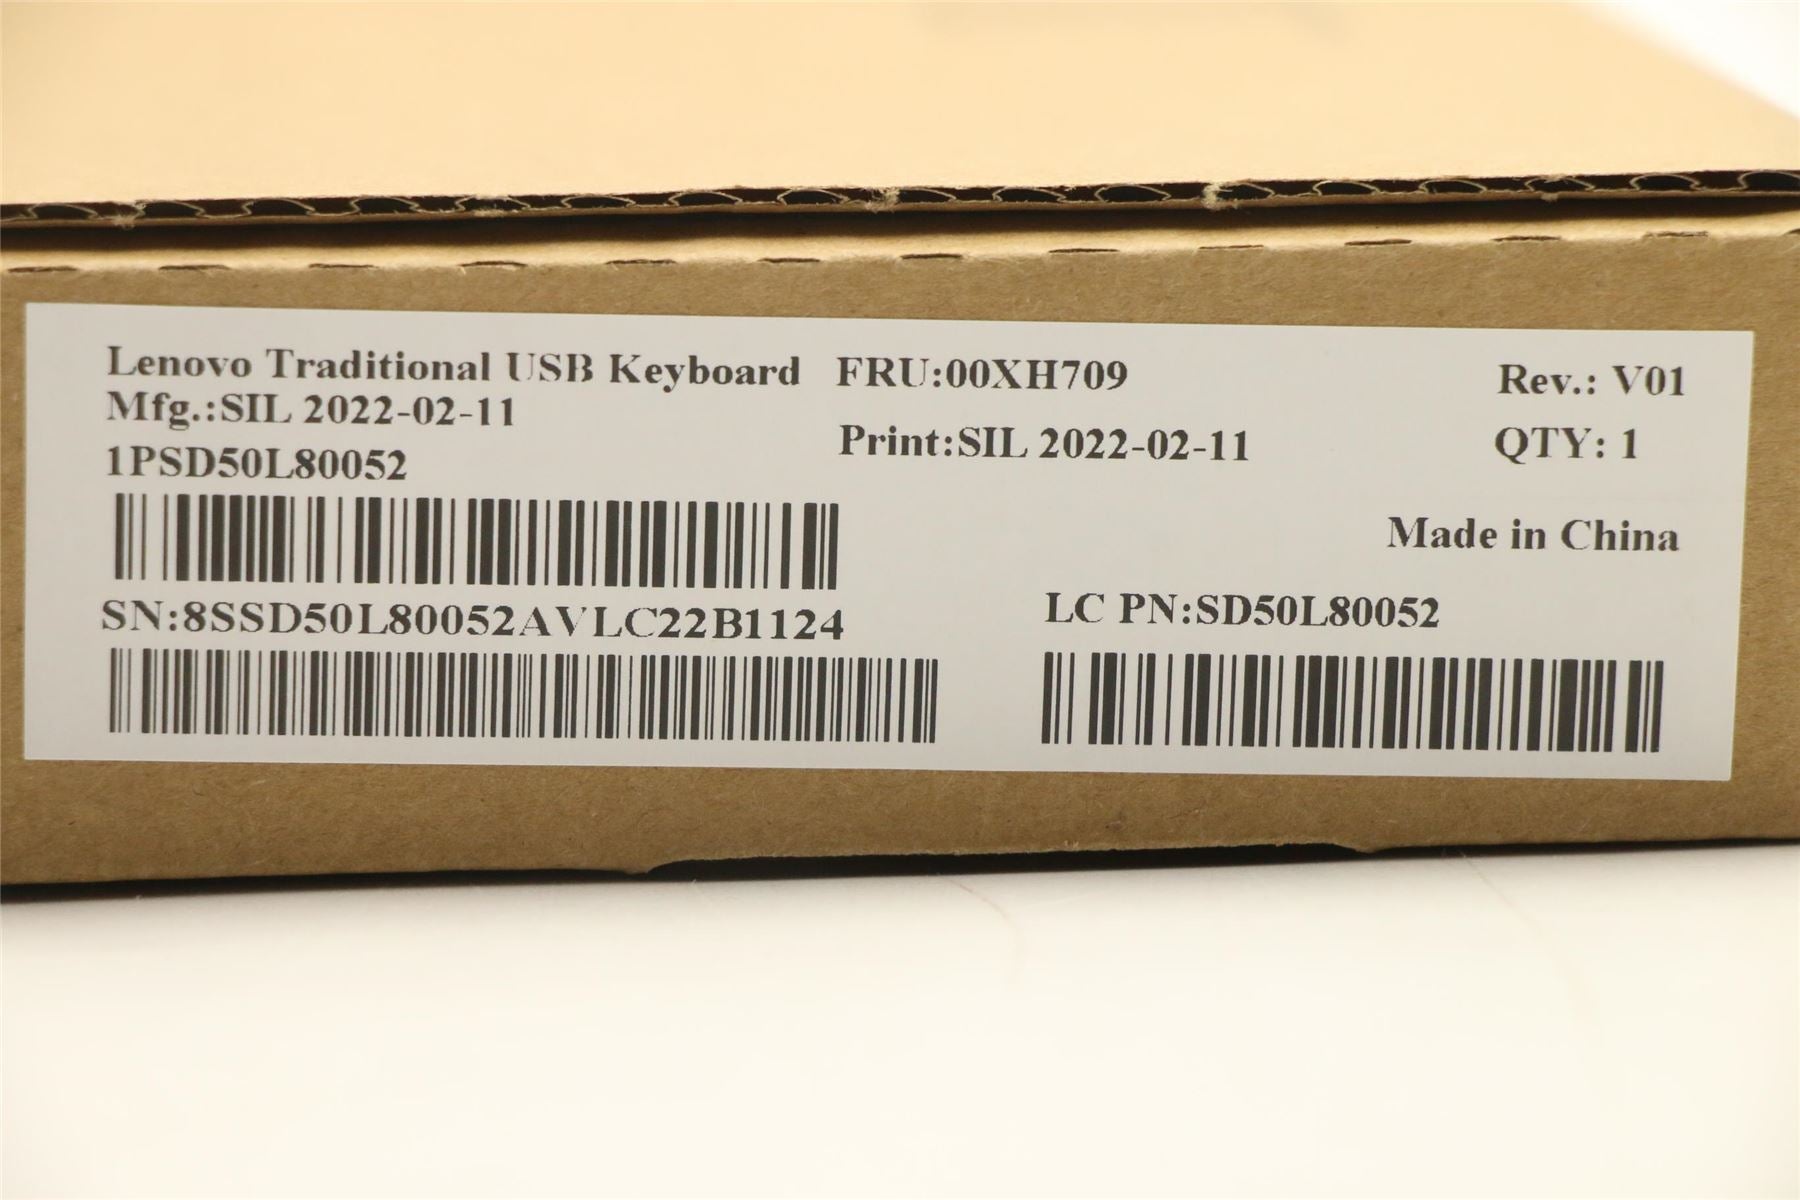 Lenovo Traditional USB Keyboard FRU:00XH709 Rev.: V01
Mfg.:SIL 2022-02-11
Print:SIL 2022-02-11 QTY: 1
1PSD50L80052
Made in China
SN:8SSD50L80052AVLC22B1124 LC PN:SD50L80052